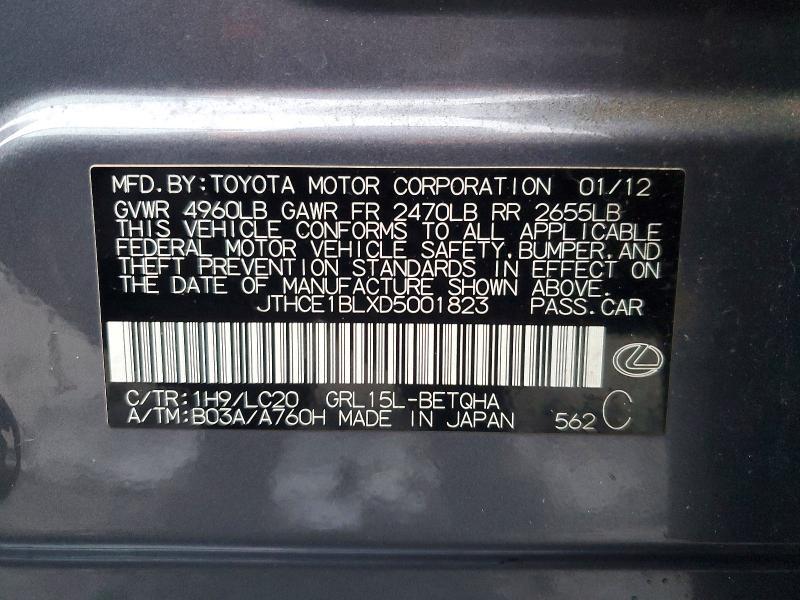 MFD.BY:TOYOTA MOTOR CORPORATION 01/12
GVWR 4960LB GAWR FR 2470LB RR 2655LB
THIS VEHICLE CONFORMS TO ALL APPLICABLE
FEDERAL MOTOR VEHICLE SAFETY,BUMPER,AND
THEFT PREVENTION STANDARDS IN EFFECT ON
THE DATE OF MANUFACTURE SHOWN ABOVE.
JTHCE1BLXD5001823 PASS.CAR
C/TR:1H9/LC20 GRL15L-BETQHA
A/TM:B03A/A760H MADE IN JAPAN 562 C